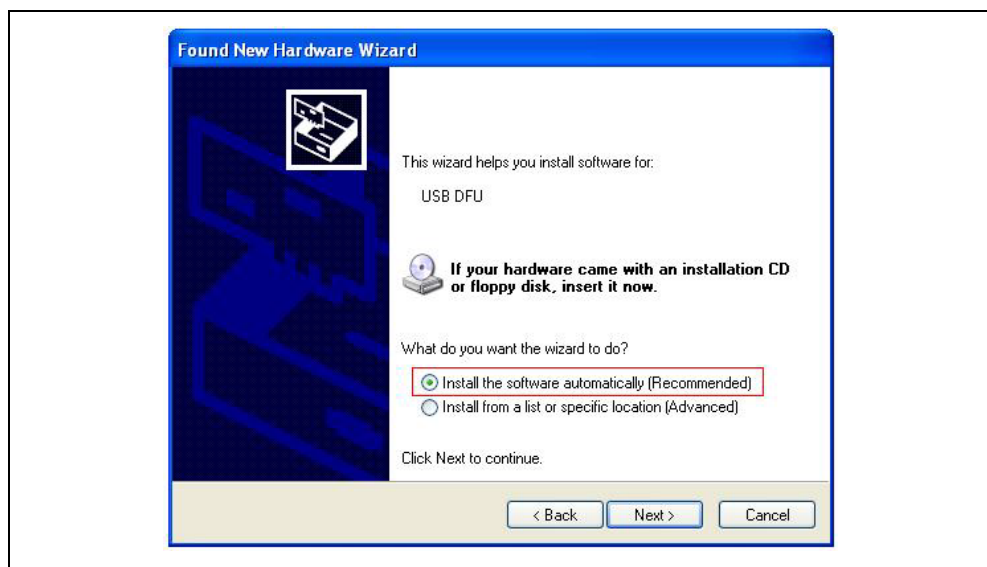 Found New Hardware Wizard
This wizard helps you install software for:
USB DFU
If your hardware came with an installation CD
or floppy disk, insert it now.
What do you want the wizard to do?
Install the software automatically (Recommended)
Install from a list or specific location (Advanced)
Click Next to continue.
< Back Next > Cancel